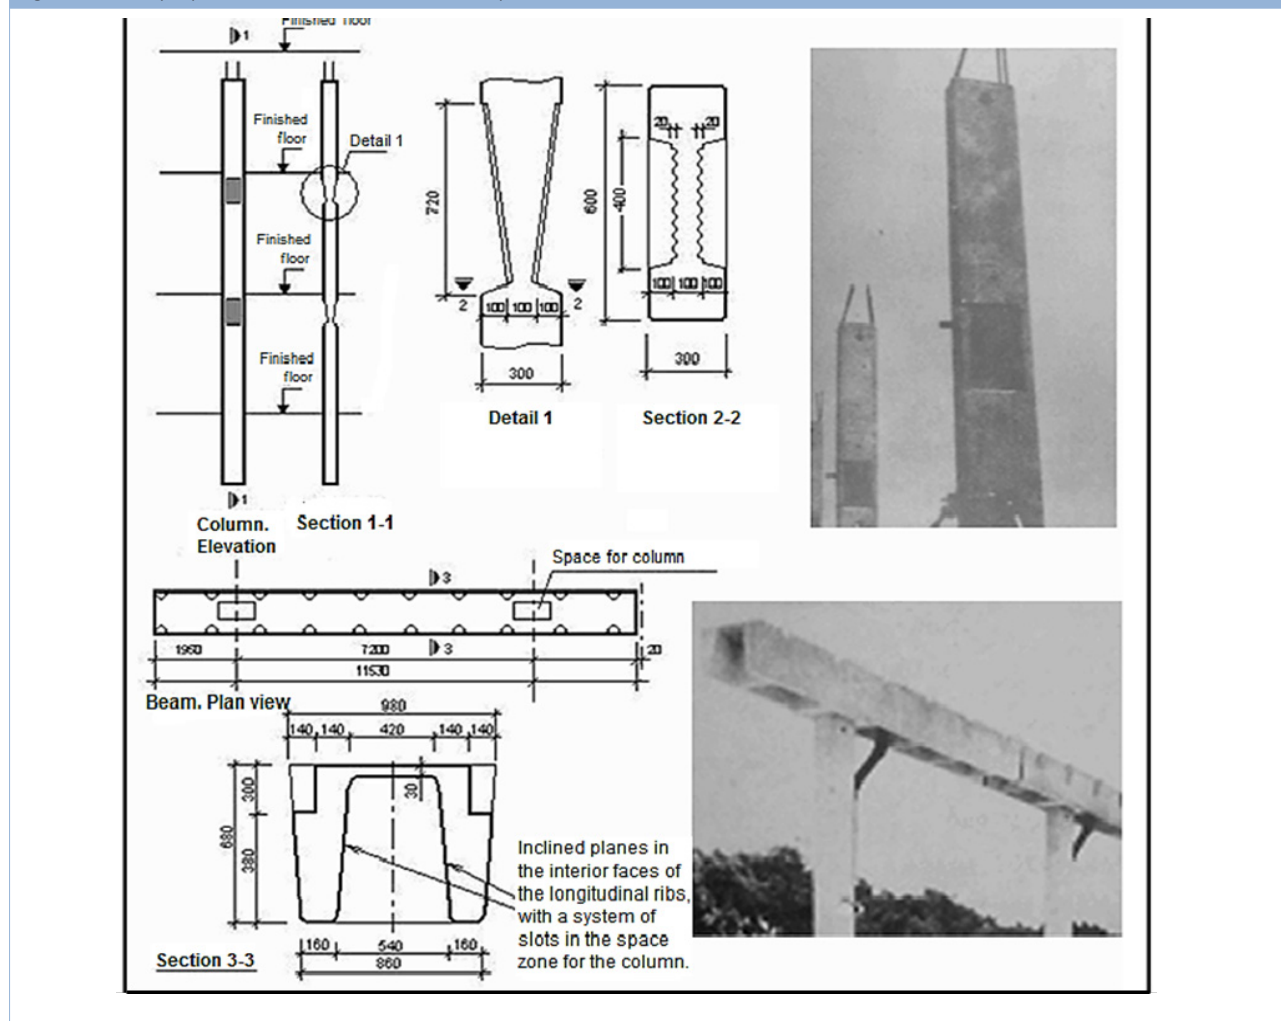 Finished floor
1
Finished
floor
Detail 1
Finished
floor
Finished
floor
1
Column.
Elevation
Section 1-1
720
2
2
100 100 100
300
Detail 1
20 20
600
400
100 100 100
300
Section 2-2
Space for column
3
3
1960
7200
20
11530
Beam. Plan view
980
140 140 420 140 140
30
300
680
380
160 540 160
860
Section 3-3
Inclined planes in
the interior faces of
the longitudinal ribs,
with a system of
slots in the space
zone for the column.